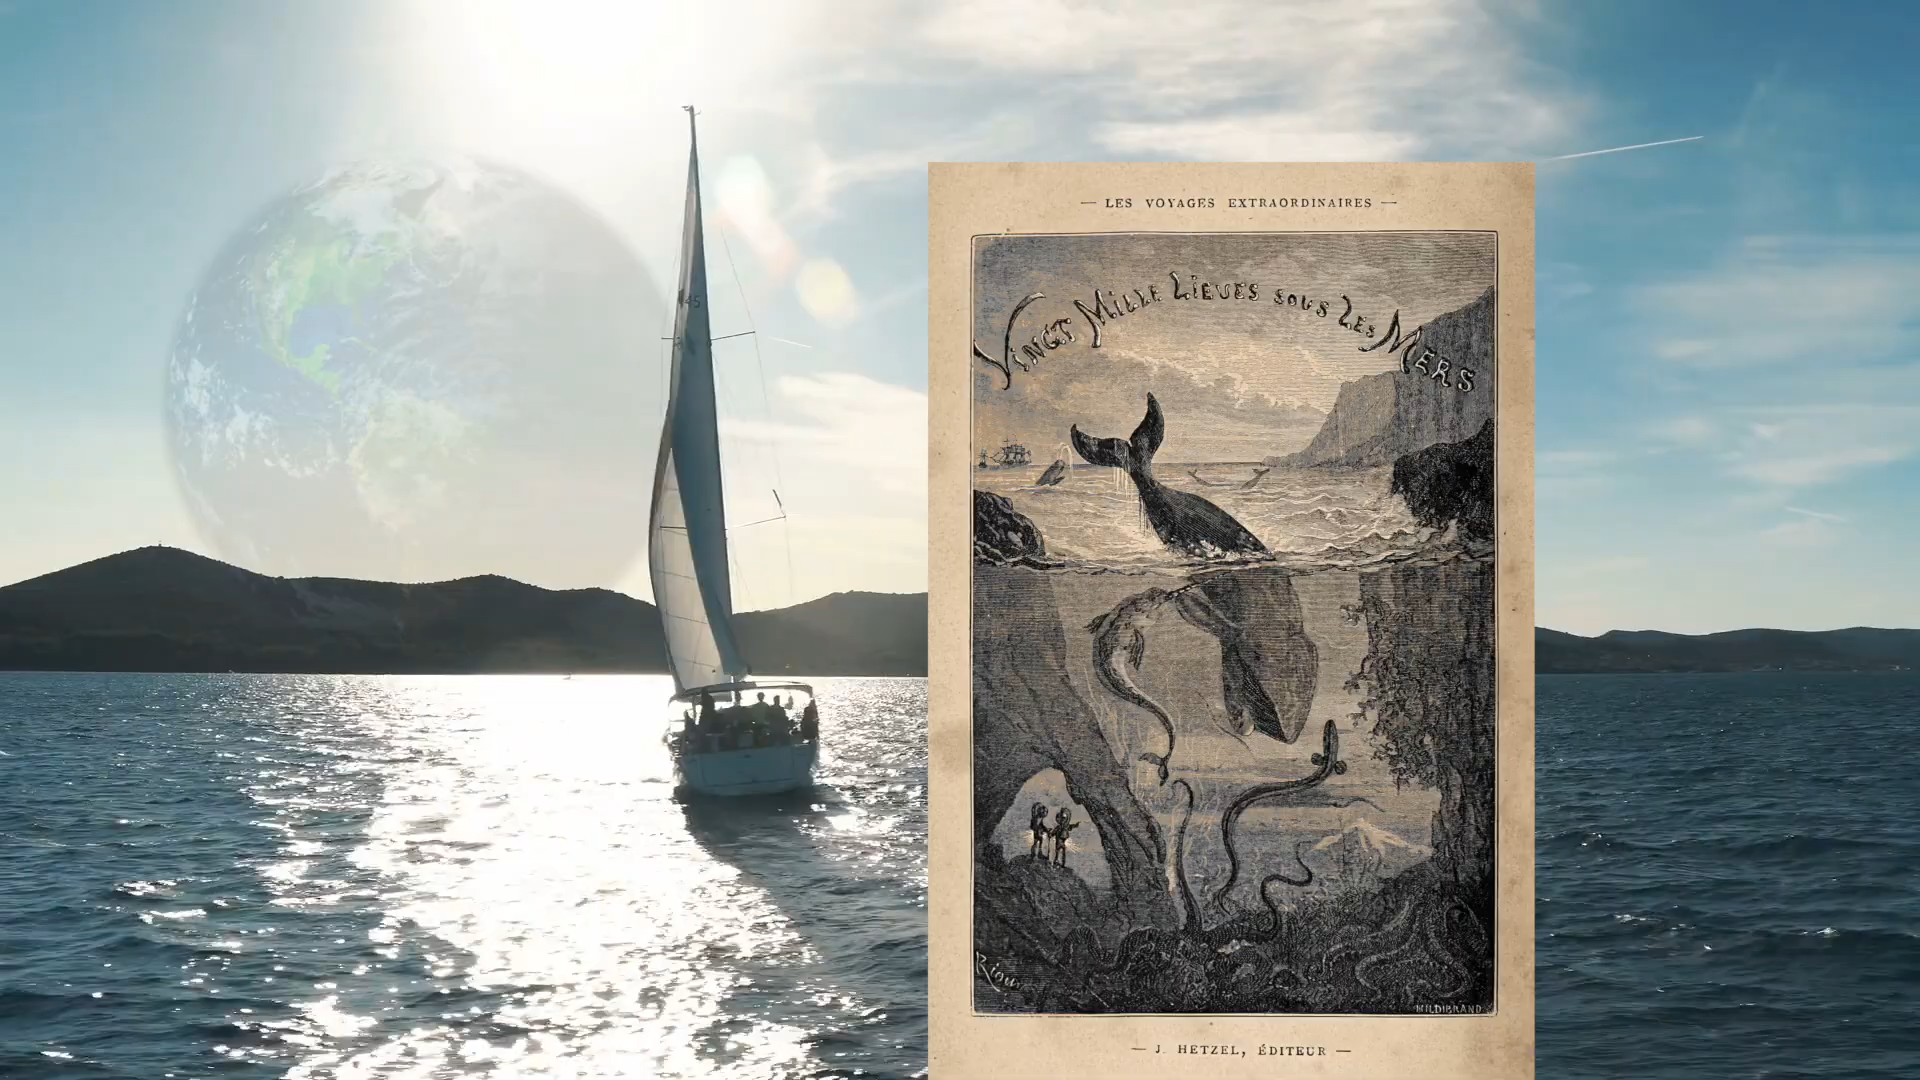 LES VOYAGES EXTRAORDINAIRES
VINGT MILLE LIEUES SOUS LES MERS
Riou
HILDIBRAND
J. HETZEL, ÉDITEUR